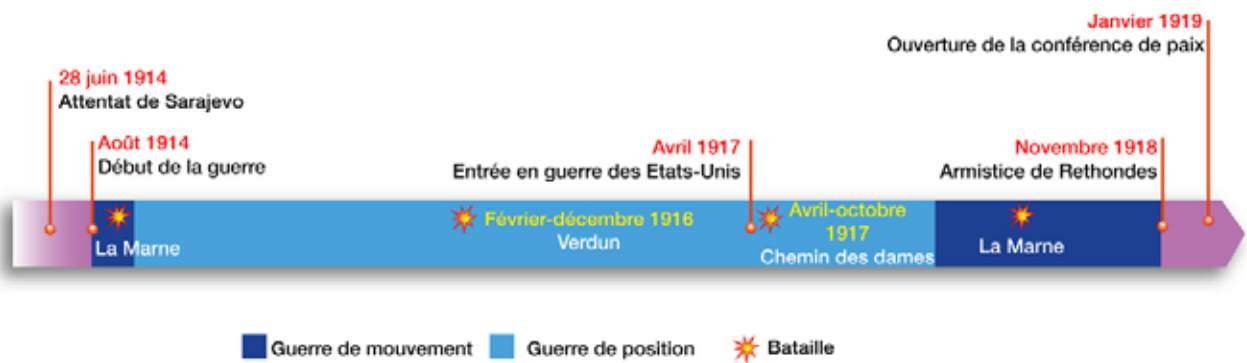 Janvier 1919
Ouverture de la conférence de paix
28 juin 1914
Attentat de Sarajevo
Août 1914
Début de la guerre
Avril 1917
Entrée en guerre des Etats-Unis
Novembre 1918
Armistice de Rethondes
La Marne
Février-décembre 1916
Verdun
Avril-octobre
1917
Chemin des dames
La Marne
Guerre de mouvement
Guerre de position
Bataille